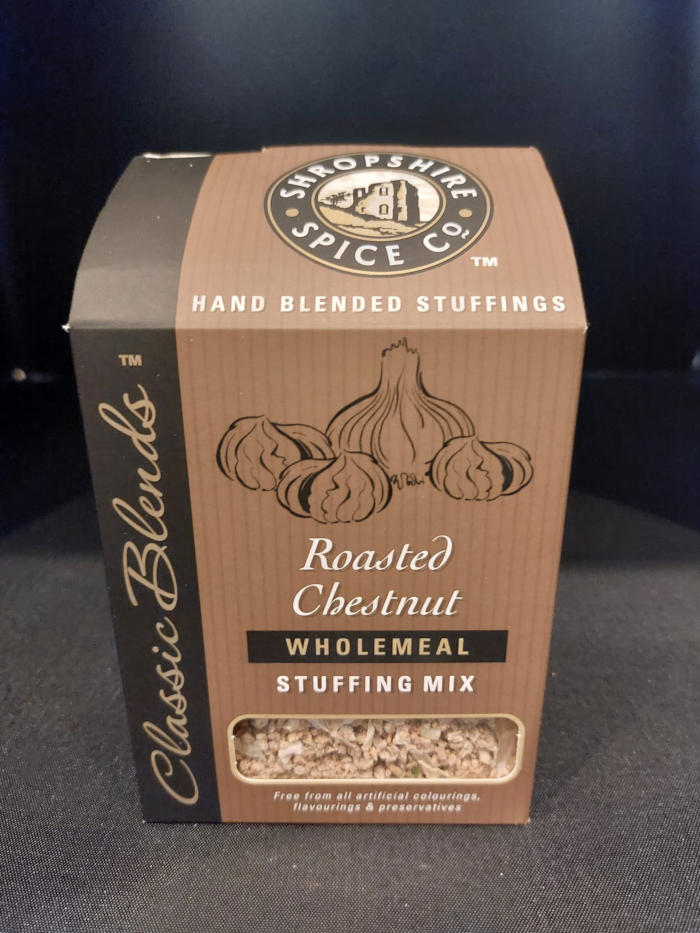 SHROPSHIRE
SPICE CO.
TM
HAND BLENDED STUFFINGS
TM
Classic Blends
Roasted
Chestnut
WHOLEMEAL
STUFFING MIX
Free from all artificial colourings,
flavourings & preservatives